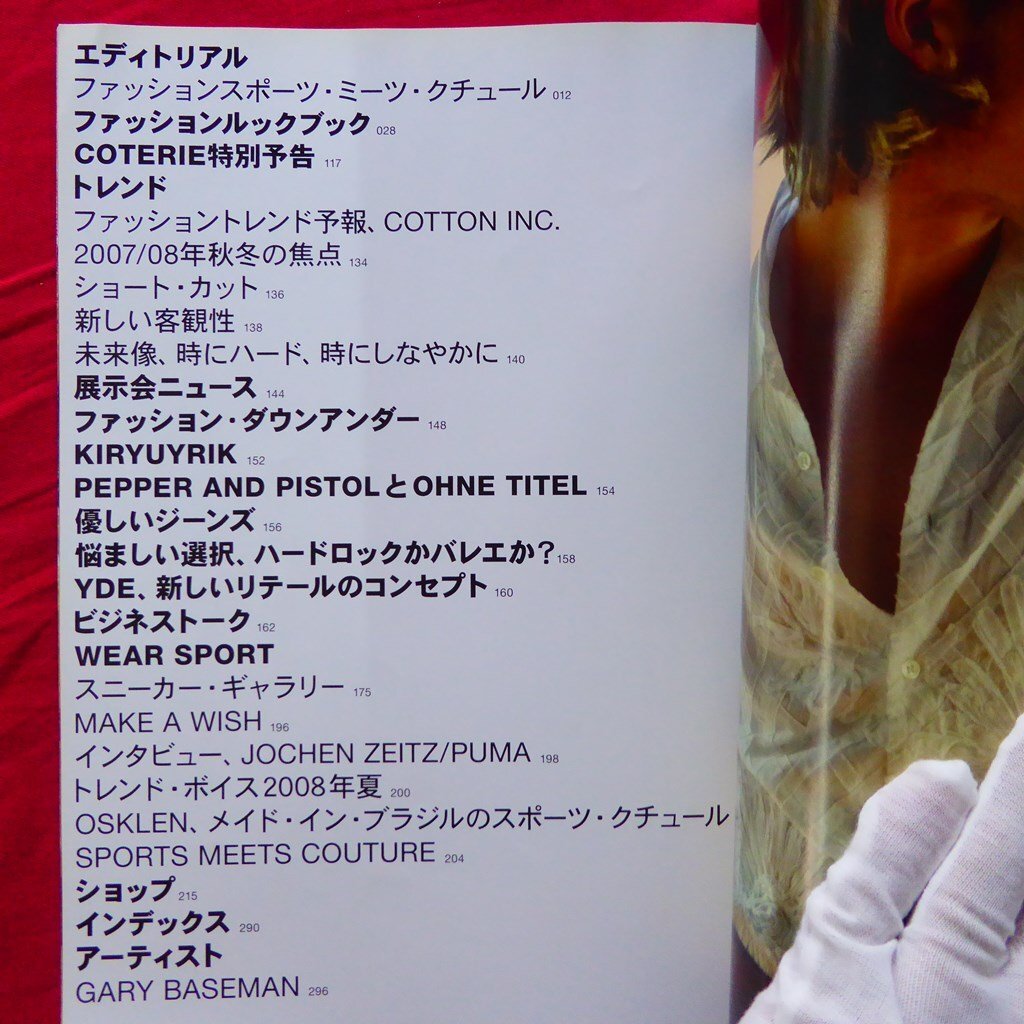 エディトリアル
ファッションスポーツ・ミーツ・クチュール 012
ファッションルックブック 028
COTERIE特別予告 117
トレンド
ファッショントレンド予報、COTTON INC.
2007/08年秋冬の焦点 134
ショート・カット 136
新しい客観性 138
未来像、時にハード、時にしなやかに 140
展示会ニュース 144
ファッション・ダウンアンダー 148
KIRYUYRIK 152
PEPPER AND PISTOLとOHNE TITEL 154
優しいジーンズ 156
悩ましい選択、ハードロックかバレエか? 158
YDE、新しいリテールのコンセプト 160
ビジネストーク 162
WEAR SPORT
スニーカー・ギャラリー 175
MAKE A WISH 196
インタビュー、JOCHEN ZEITZ/PUMA 198
トレンド・ボイス2008年夏 200
OSKLEN、メイド・イン・ブラジルのスポーツ・クチュール
SPORTS MEETS COUTURE 204
ショップ 215
インデックス 290
アーティスト
GARY BASEMAN 296